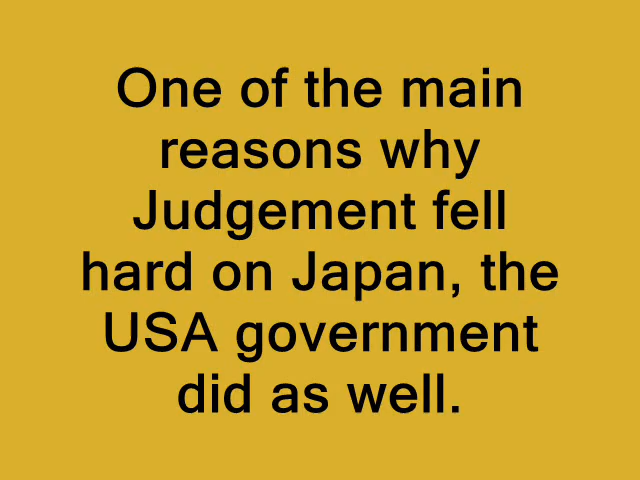 One of the main
reasons why
Judgement fell
hard on Japan, the
USA government
did as well.